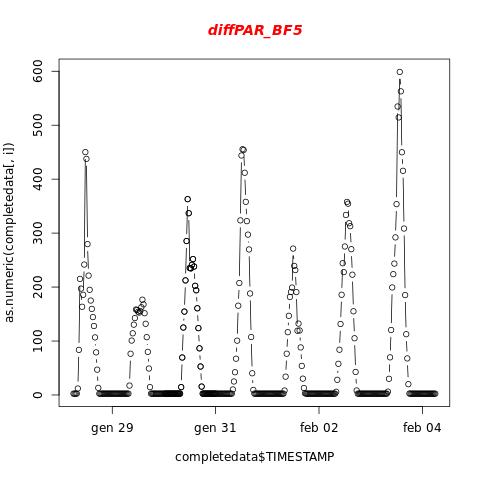 diffPAR_BF5
as.numeric(completedata[, i])
600
500
400
300
200
100
0
gen 29
gen 31
feb 02
feb 04
completedata$TIMESTAMP